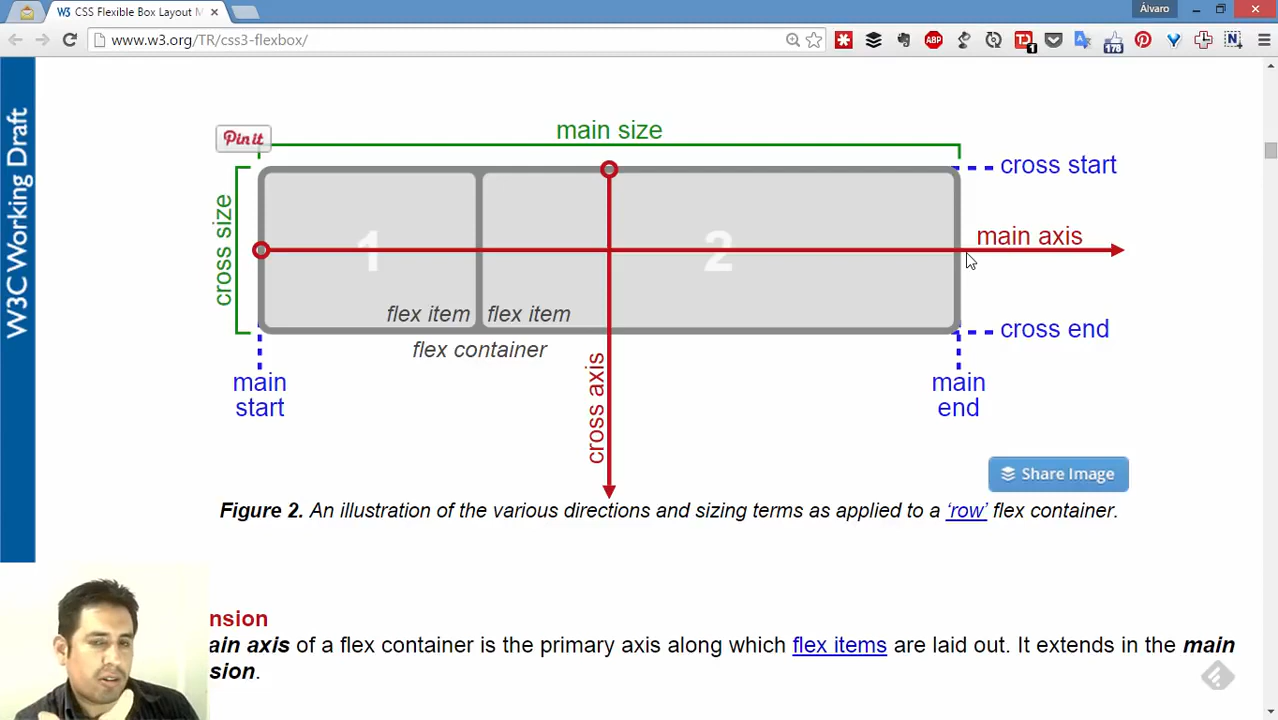 CSS Flexible Box Layout M
Álvaro
www.w3.org/TR/css3-flexbox/
ABP
1
178
N
W3C Working Draft
Pin it
main size
cross start
cross size
1
2
main axis
flex item
flex item
flex container
cross end
main start
cross axis
main end
Share Image
Figure 2. An illustration of the various directions and sizing terms as applied to a ‘row’ flex container.
nsion
ain axis of a flex container is the primary axis along which flex items are laid out. It extends in the main
sion.